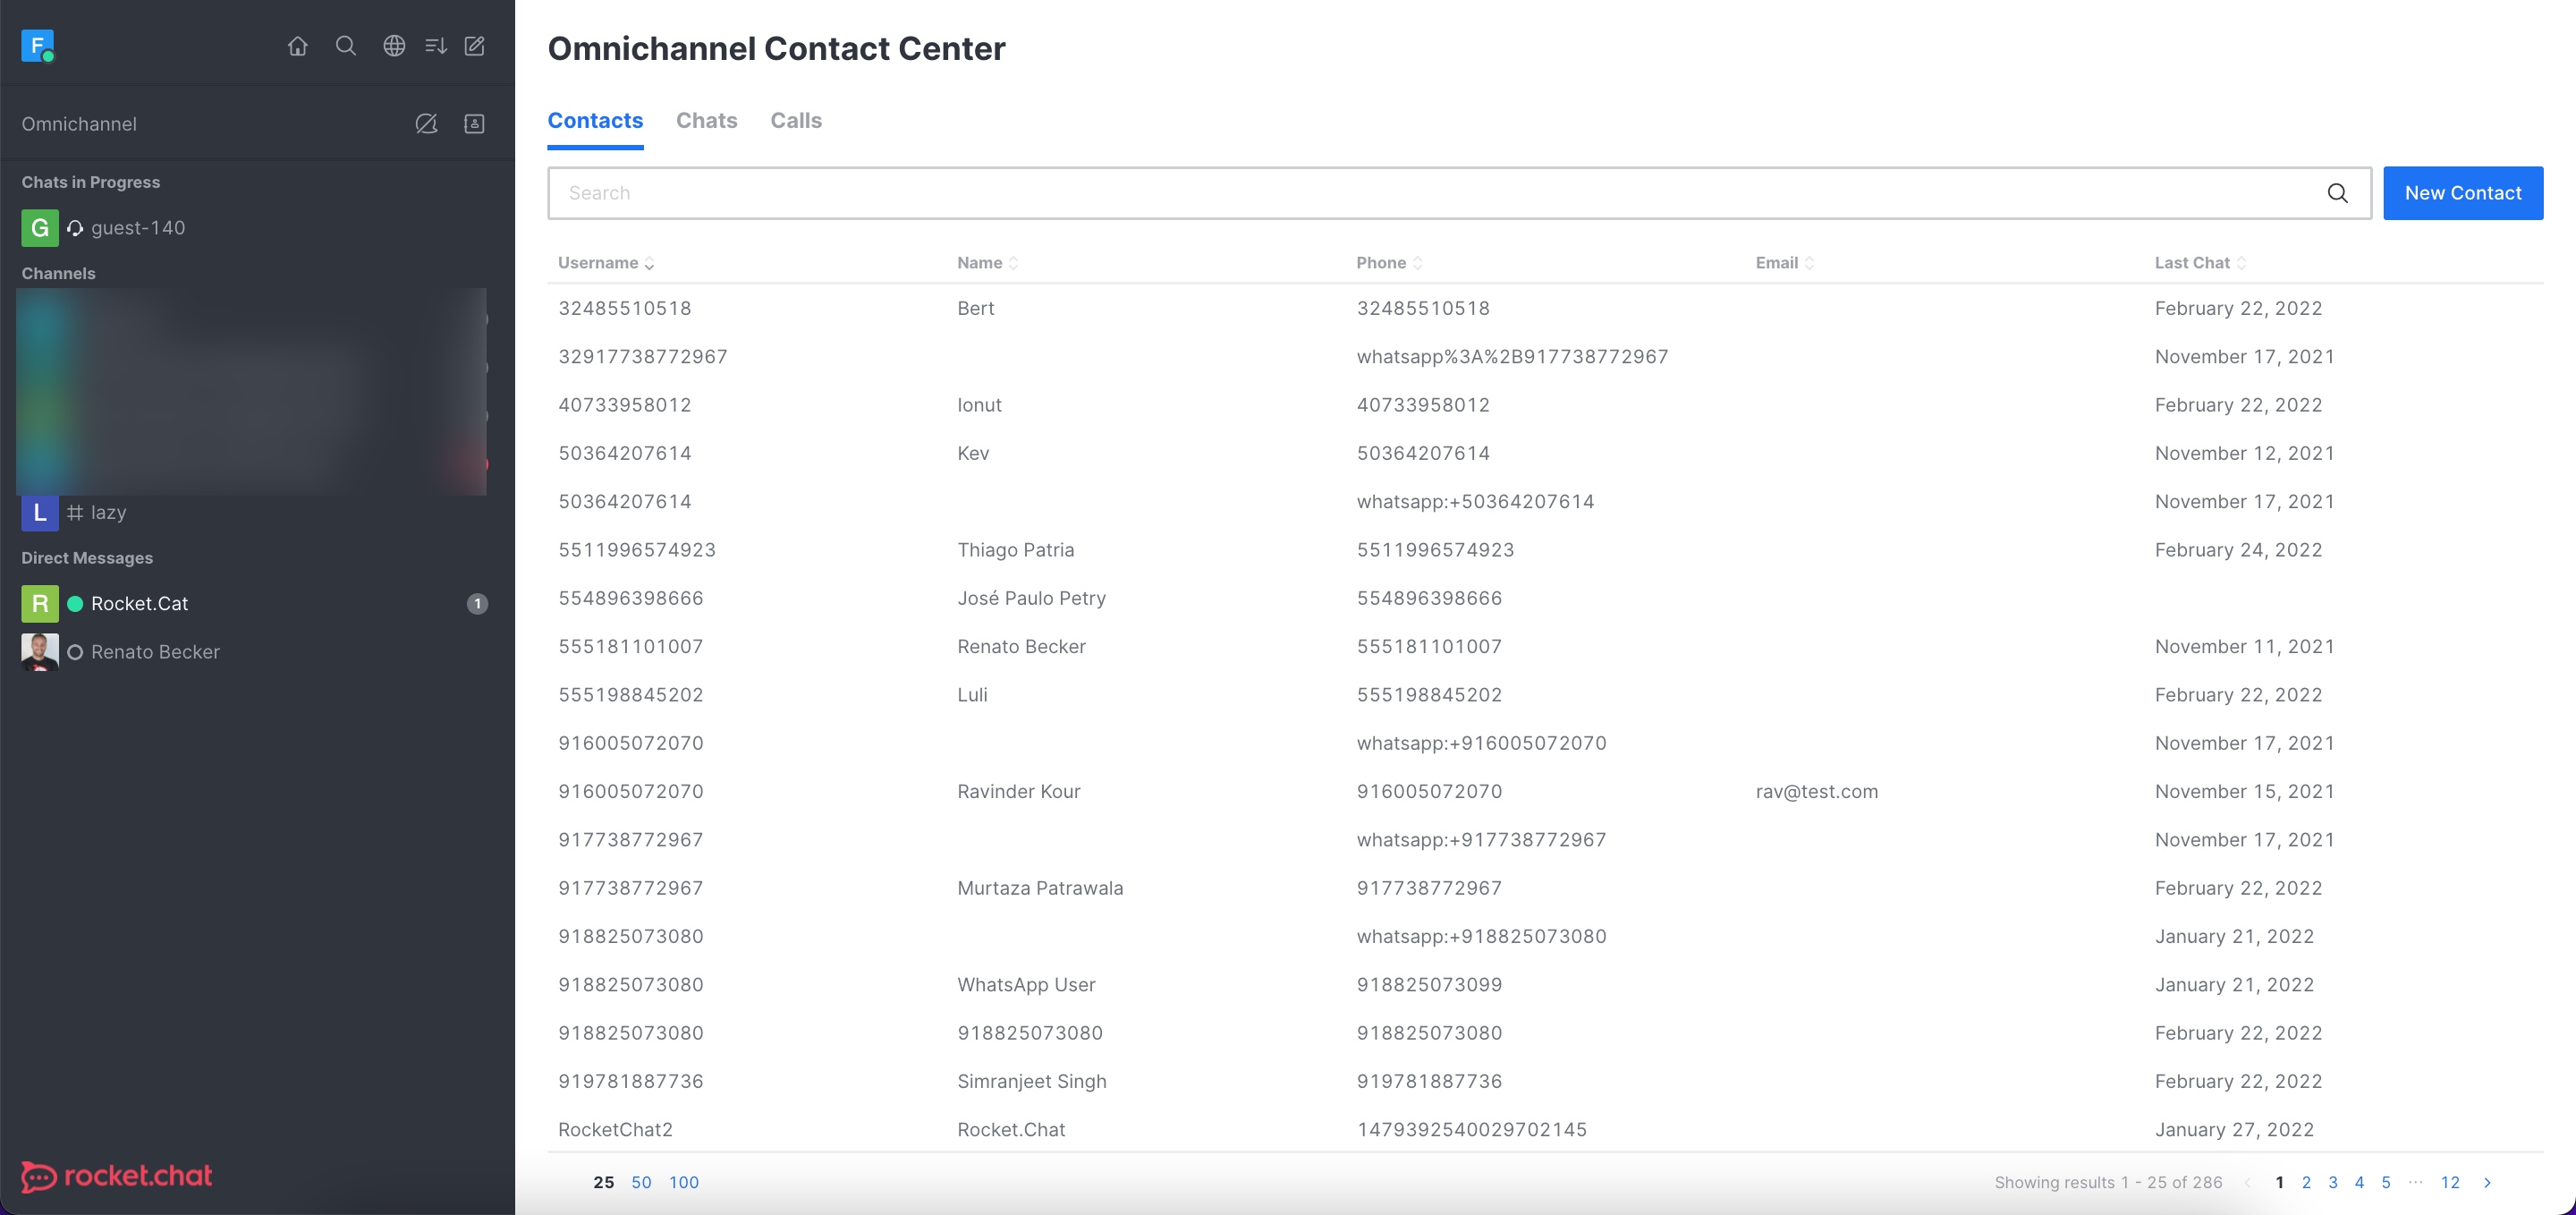 F
Omnichannel
Chats in Progress
G guest-140
Channels
L lazy
Direct Messages
R Rocket.Cat 1
Renato Becker
rocket.chat
Omnichannel Contact Center
Contacts Chats Calls
Search New Contact
Username Name Phone Email Last Chat
32485510518 Bert 32485510518 February 22, 2022
32917738772967 whatsapp%3A%2B917738772967 November 17, 2021
40733958012 Ionut 40733958012 February 22, 2022
50364207614 Kev 50364207614 November 12, 2021
50364207614 whatsapp:+50364207614 November 17, 2021
5511996574923 Thiago Patria 5511996574923 February 24, 2022
554896398666 José Paulo Petry 554896398666
555181101007 Renato Becker 555181101007 November 11, 2021
555198845202 Luli 555198845202 February 22, 2022
916005072070 whatsapp:+916005072070 November 17, 2021
916005072070 Ravinder Kour 916005072070 rav@test.com November 15, 2021
917738772967 whatsapp:+917738772967 November 17, 2021
917738772967 Murtaza Patrawala 917738772967 February 22, 2022
918825073080 whatsapp:+918825073080 January 21, 2022
918825073080 WhatsApp User 918825073099 January 21, 2022
918825073080 918825073080 918825073080 February 22, 2022
919781887736 Simranjeet Singh 919781887736 February 22, 2022
RocketChat2 Rocket.Chat 1479392540029702145 January 27, 2022
25 50 100 Showing results 1 - 25 of 286 1 2 3 4 5 ··· 12